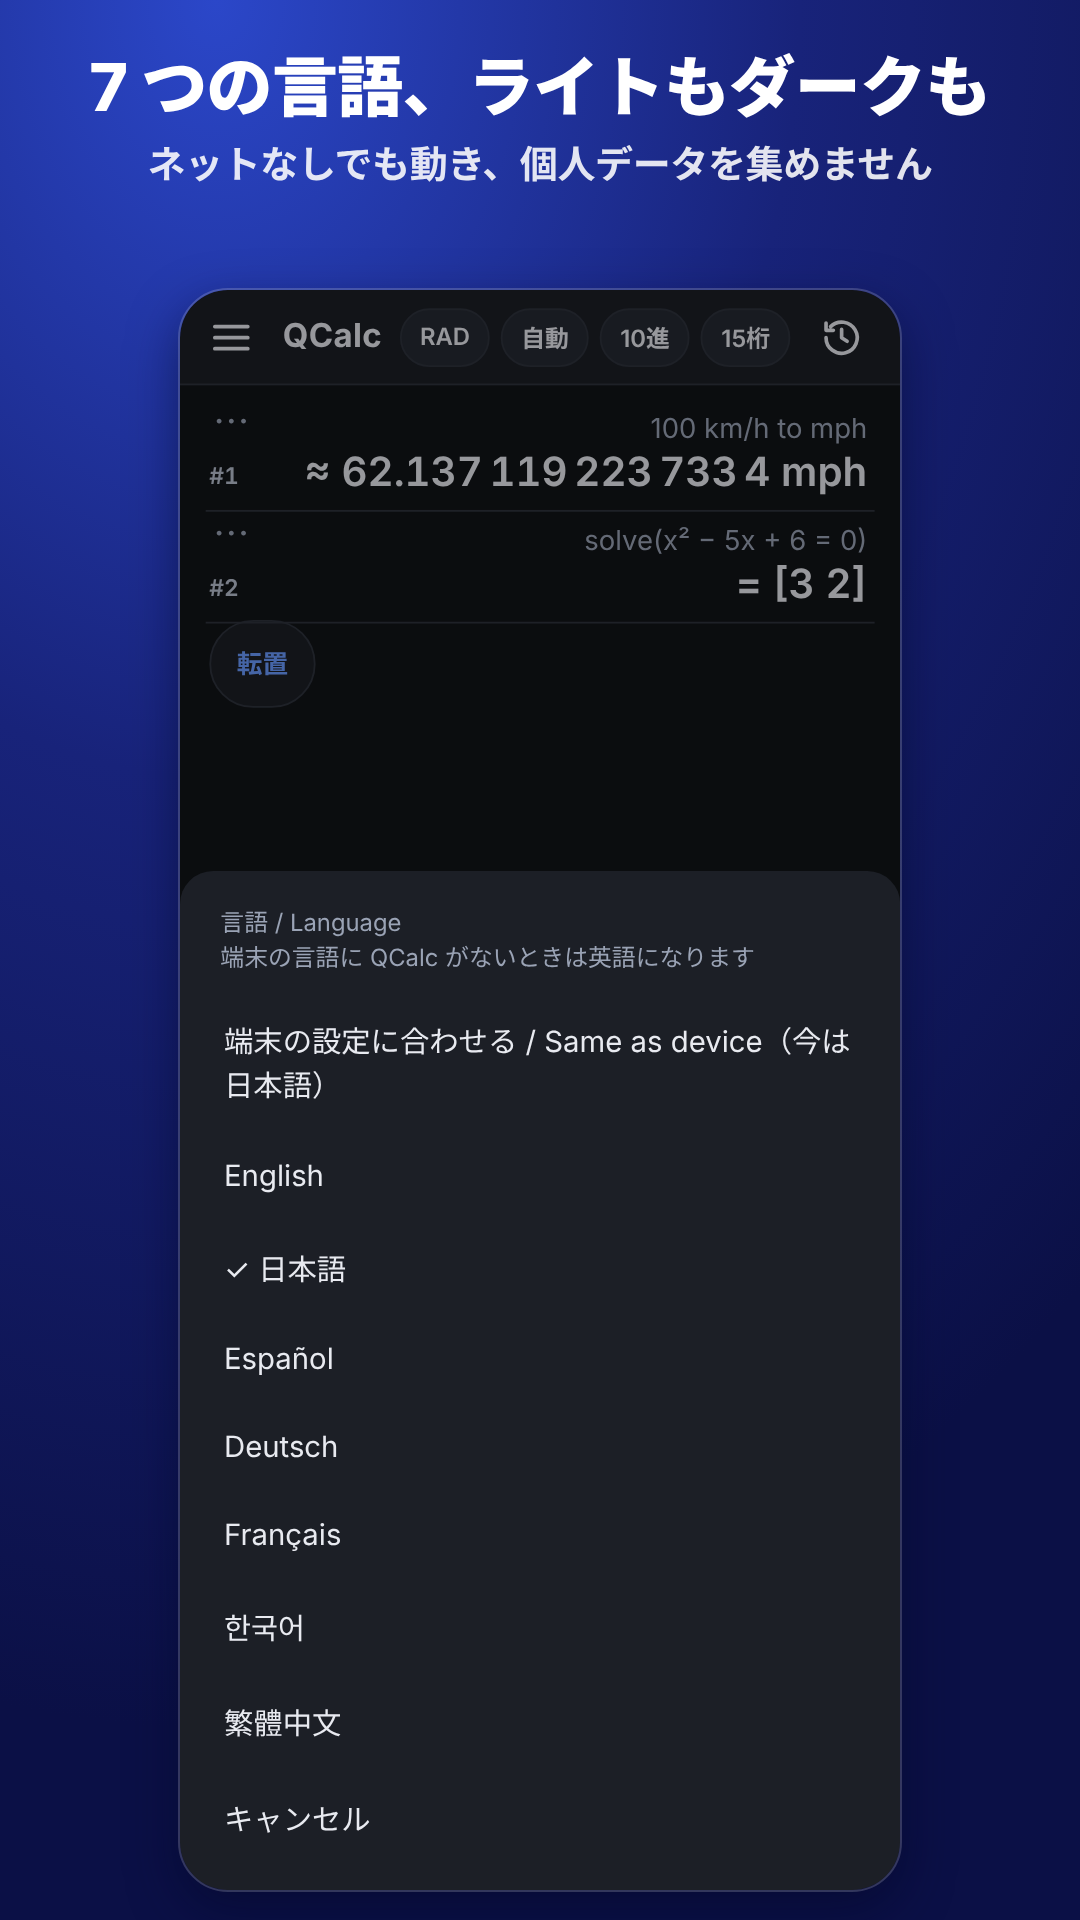 7つの言語、ライトもダークも
ネットなしでも動き、個人データを集めません
QCalc RAD 自動 10進 15桁
100 km/h to mph
#1 ≈ 62.137 119 223 733 4 mph
solve(x² − 5x + 6 = 0)
#2 = [3 2]
転置
言語 / Language
端末の言語に QCalc がないときは英語になります
端末の設定に合わせる / Same as device（今は
日本語）
English
✓ 日本語
Español
Deutsch
Français
한국어
繁體中文
キャンセル